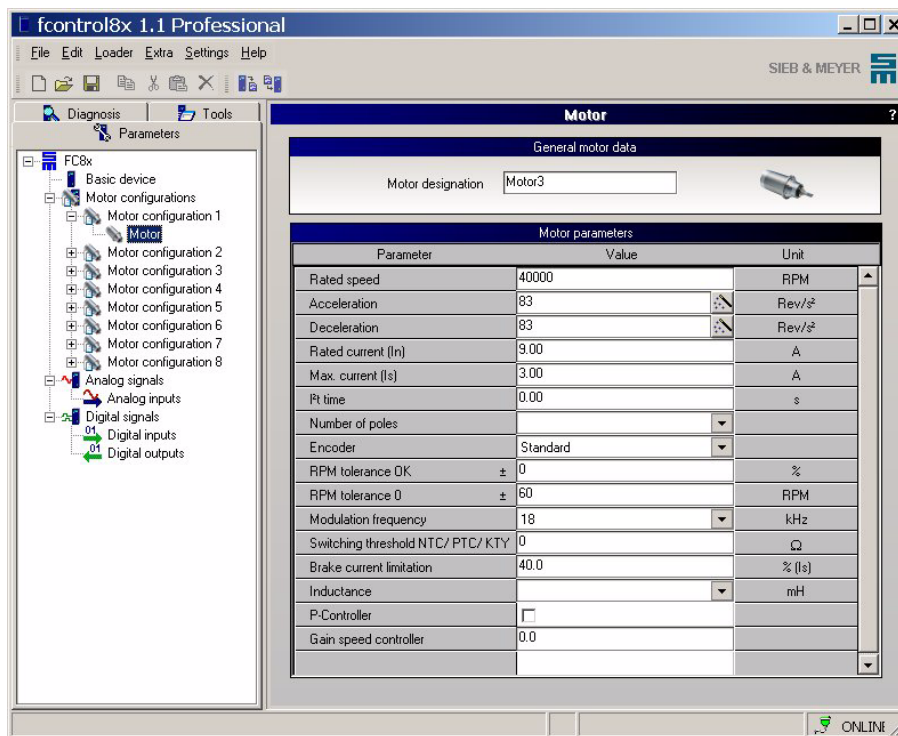 fcontrol8x 1.1 Professional
File Edit Loader Extra Settings Help
SIEB & MEYER
Diagnosis Tools
Parameters
FC8x
Basic device
Motor configurations
Motor configuration 1
Motor
Motor configuration 2
Motor configuration 3
Motor configuration 4
Motor configuration 5
Motor configuration 6
Motor configuration 7
Motor configuration 8
Analog signals
Analog inputs
Digital signals
01 Digital inputs
01 Digital outputs
Motor ?
General motor data
Motor designation Motor3
Motor parameters
Parameter Value Unit
Rated speed 40000 RPM
Acceleration 83 Rev/s²
Deceleration 83 Rev/s²
Rated current (In) 9.00 A
Max. current (Is) 3.00 A
I²t time 0.00 s
Number of poles
Encoder Standard
RPM tolerance OK ± 0 %
RPM tolerance 0 ± 60 RPM
Modulation frequency 18 kHz
Switching threshold NTC/ PTC/ KTY 0 Ω
Brake current limitation 40.0 % (Is)
Inductance mH
P-Controller
Gain speed controller 0.0
ONLINE